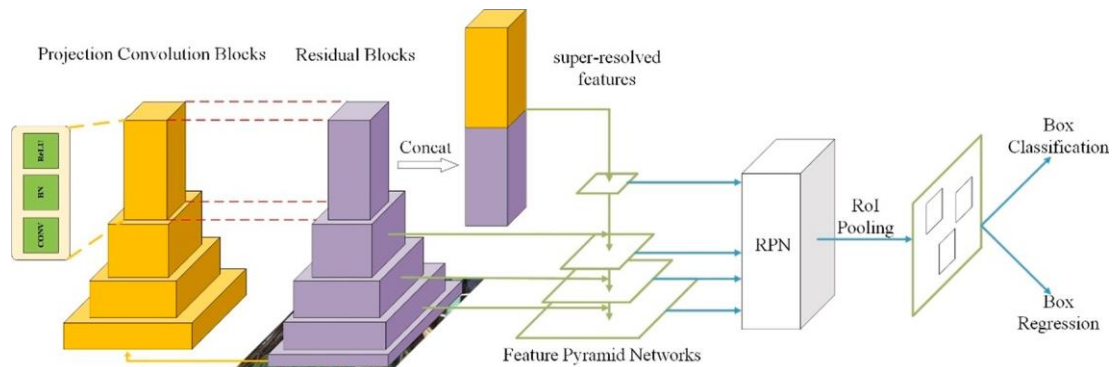 Projection Convolution Blocks
Residual Blocks
super-resolved
features
ReLU
BN
CONV
Concat
RPN
RoI
Pooling
Box
Classification
Box
Regression
Feature Pyramid Networks